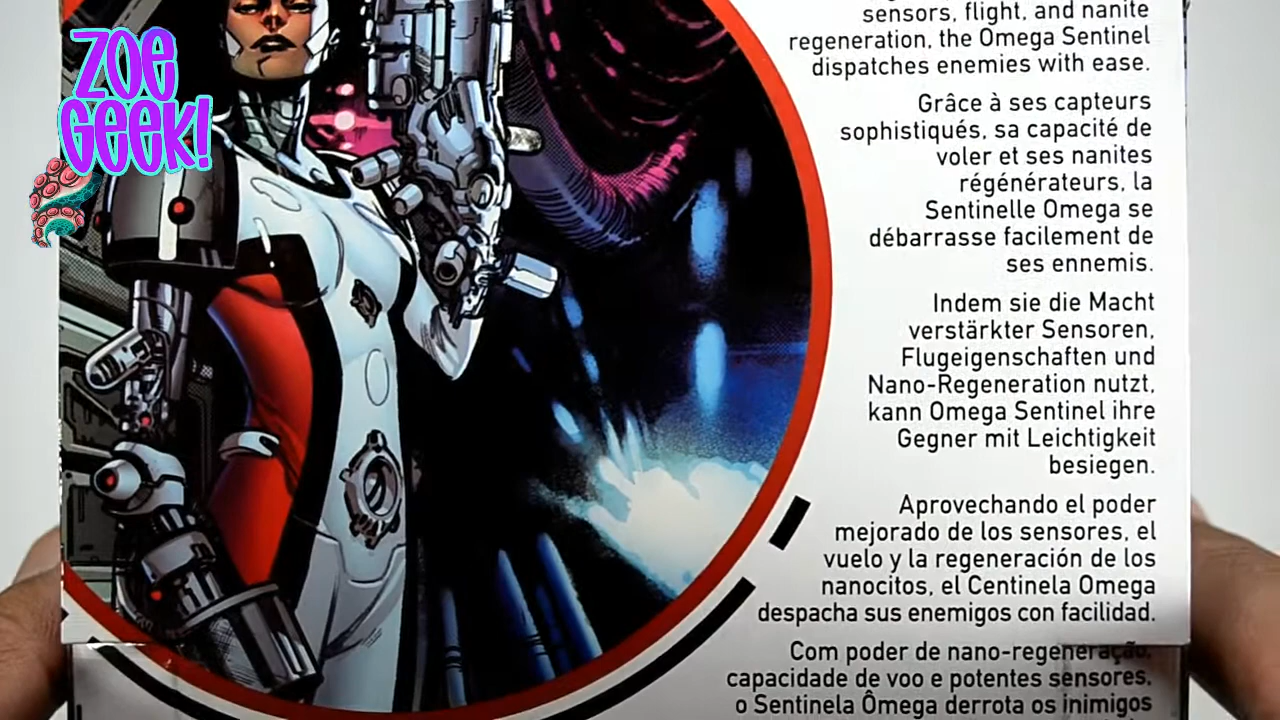 ZOE
GEEK!
sensors, flight, and nanite
regeneration, the Omega Sentinel
dispatches enemies with ease.
Grâce à ses capteurs
sophistiqués, sa capacité de
voler et ses nanites
régénérateurs, la
Sentinelle Omega se
débarrasse facilement de
ses ennemis.
Indem sie die Macht
verstärkter Sensoren,
Flugeigenschaften und
Nano-Regeneration nutzt,
kann Omega Sentinel ihre
Gegner mit Leichtigkeit
besiegen.
Aprovechando el poder
mejorado de los sensores, el
vuelo y la regeneración de los
nanocitos, el Centinela Omega
despacha sus enemigos con facilidad.
Com poder de nano-regeneração,
capacidade de voo e potentes sensores,
o Sentinela Ômega derrota os inimigos